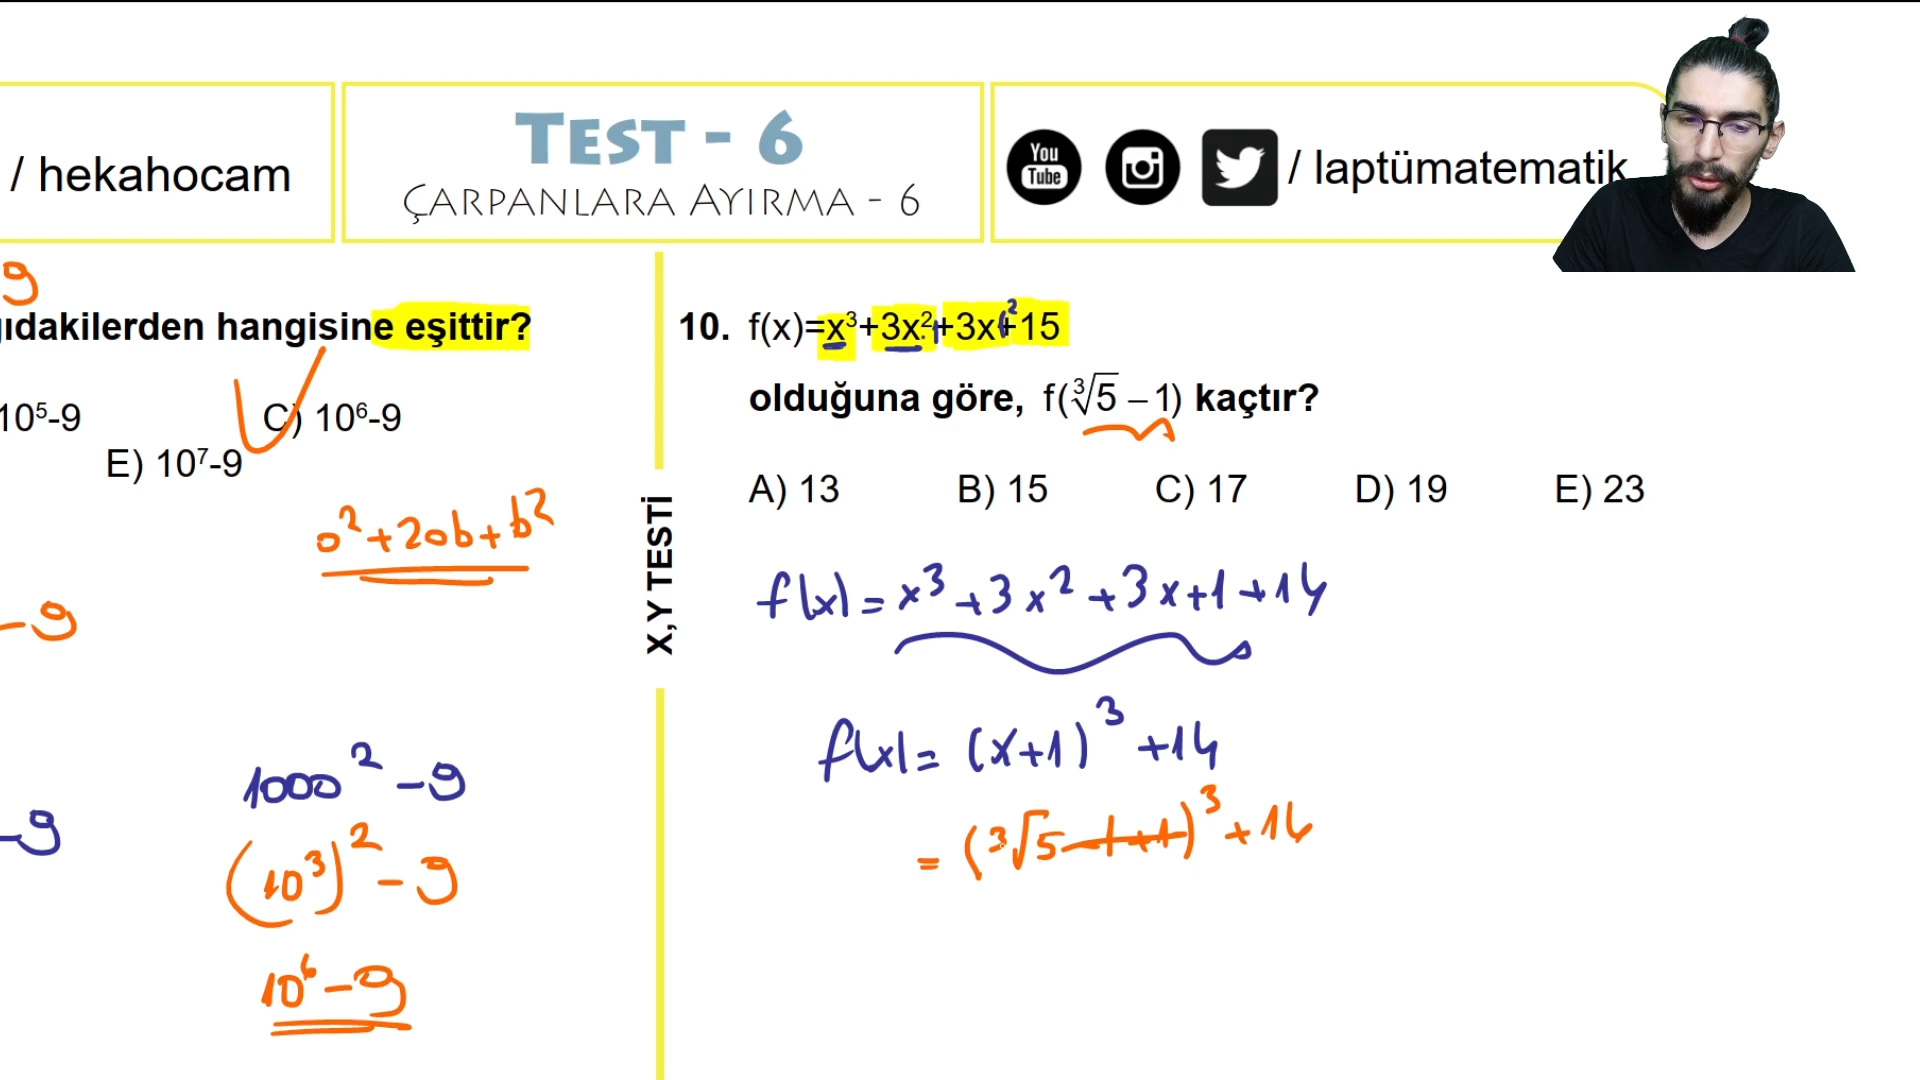 / hekahocam
TEST - 6
ÇARPANLARA AYIRMA - 6
You
Tube
/ laptümatematik
9
ıdakilerden hangisine eşittir?
10⁵-9
C) 10⁶-9
E) 10⁷-9
a²+2ab+b²
-9
1000² -9
-9
(10³)² -9
10⁶-9
X,Y TESTİ
10. f(x)=x³+3x²+3x+15
olduğuna göre, f(∛5 – 1) kaçtır?
A) 13 B) 15 C) 17 D) 19 E) 23
f(x) = x³+3x²+3x+1+14
f(x) = (x+1)³ +14
= (∛5-1+1)³+14